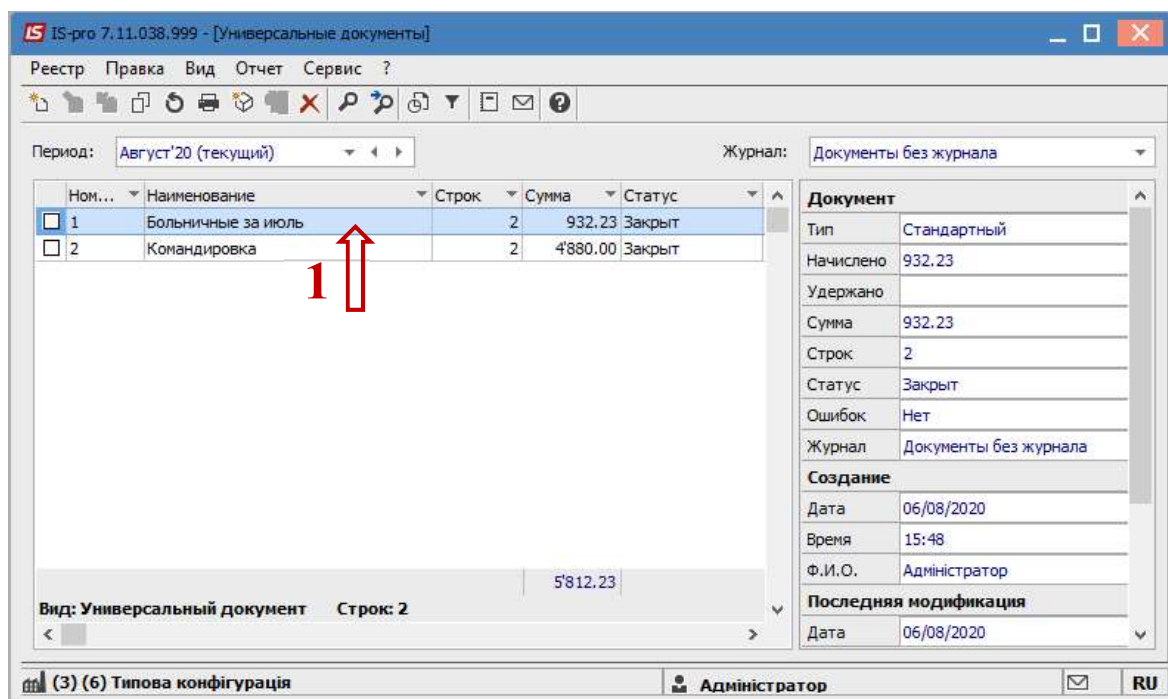 IS-pro 7.11.038.999 - [Универсальные документы]
Реестр Правка Вид Отчет Сервис ?
Период: Август'20 (текущий) Журнал: Документы без журнала
Ном... Наименование Строк Сумма Статус
1 Больничные за июль 2 932.23 Закрыт
2 Командировка 2 4'880.00 Закрыт
1
5'812.23
Вид: Универсальный документ Строк: 2
Документ
Тип Стандартный
Начислено 932.23
Удержано
Сумма 932.23
Строк 2
Статус Закрыт
Ошибок Нет
Журнал Документы без журнала
Создание
Дата 06/08/2020
Время 15:48
Ф.И.О. Адміністратор
Последняя модификация
Дата 06/08/2020
(3) (6) Типова конфігурація Адміністратор RU